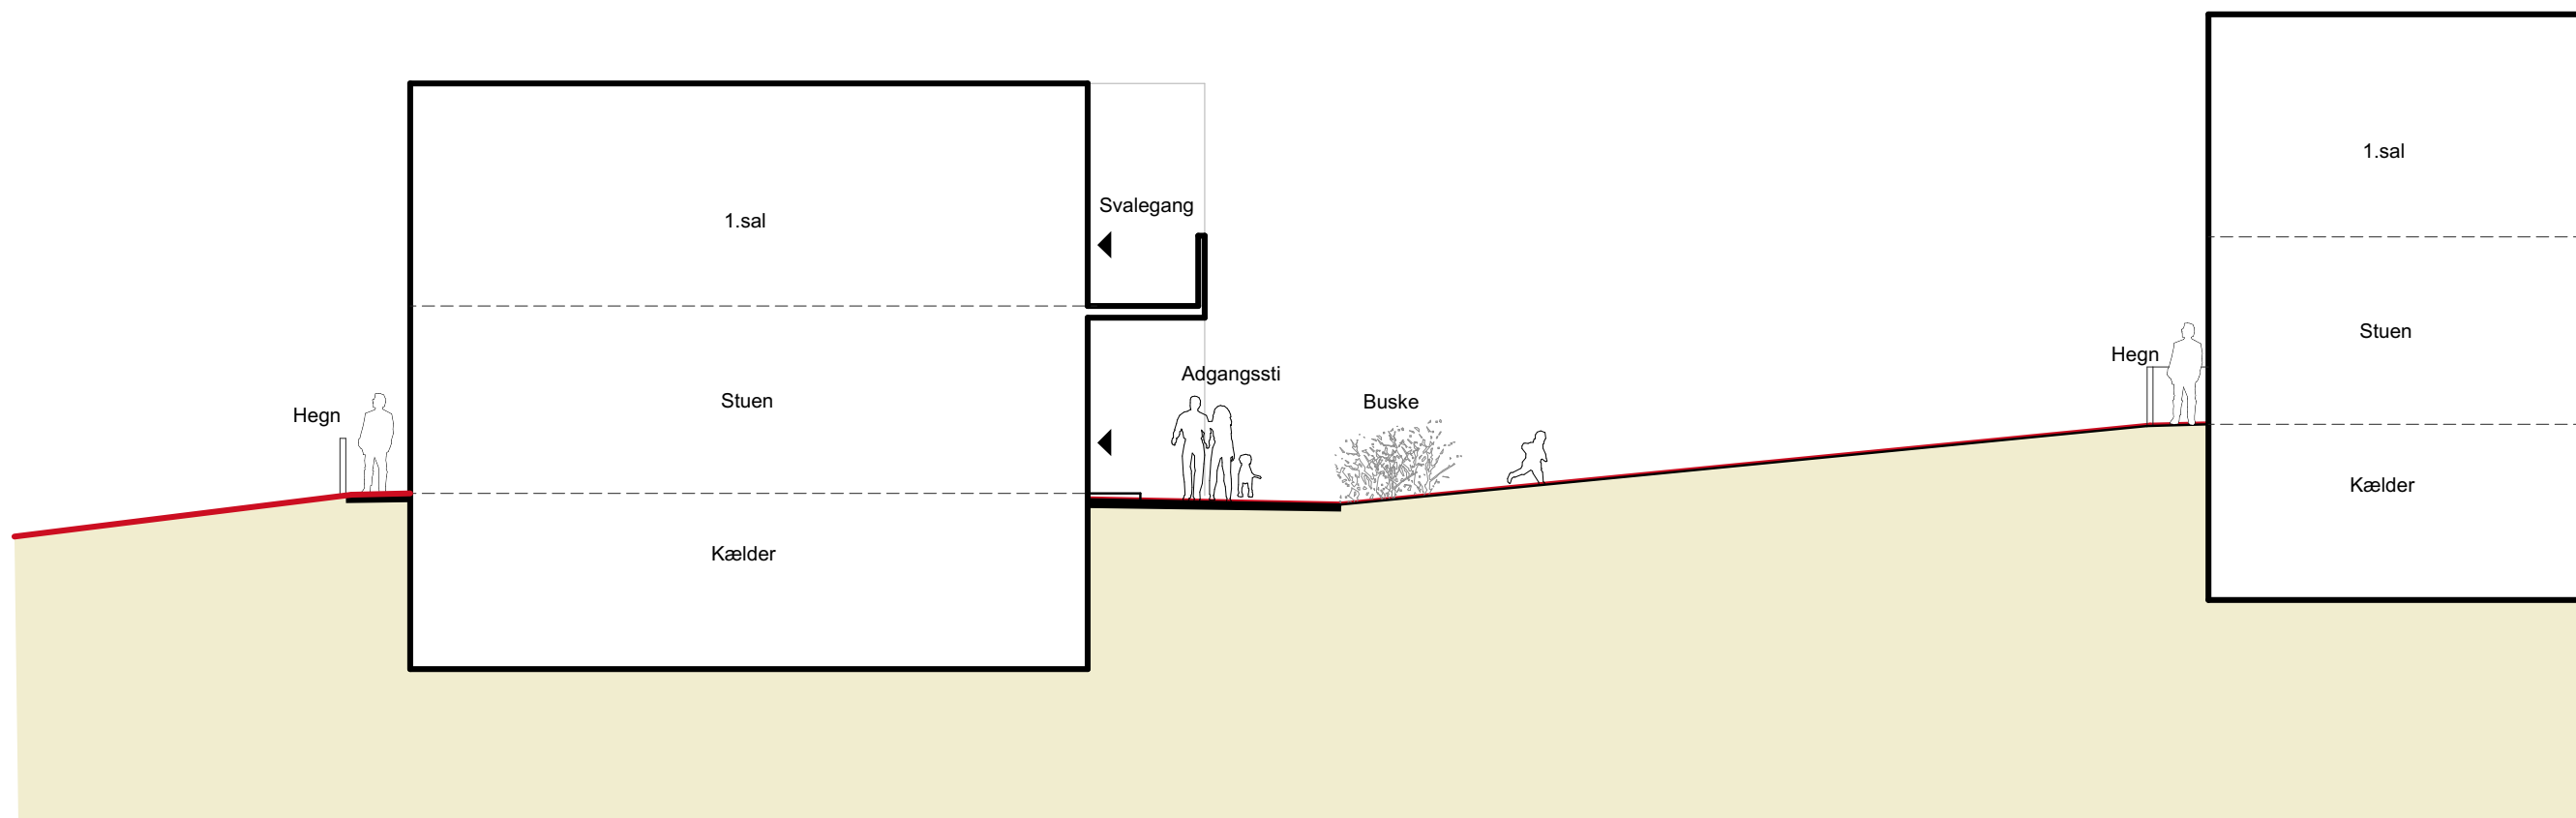 1.sal
Svalegang
Stuen
Hegn
Kælder
Adgangssti
Buske
1.sal
Stuen
Hegn
Kælder